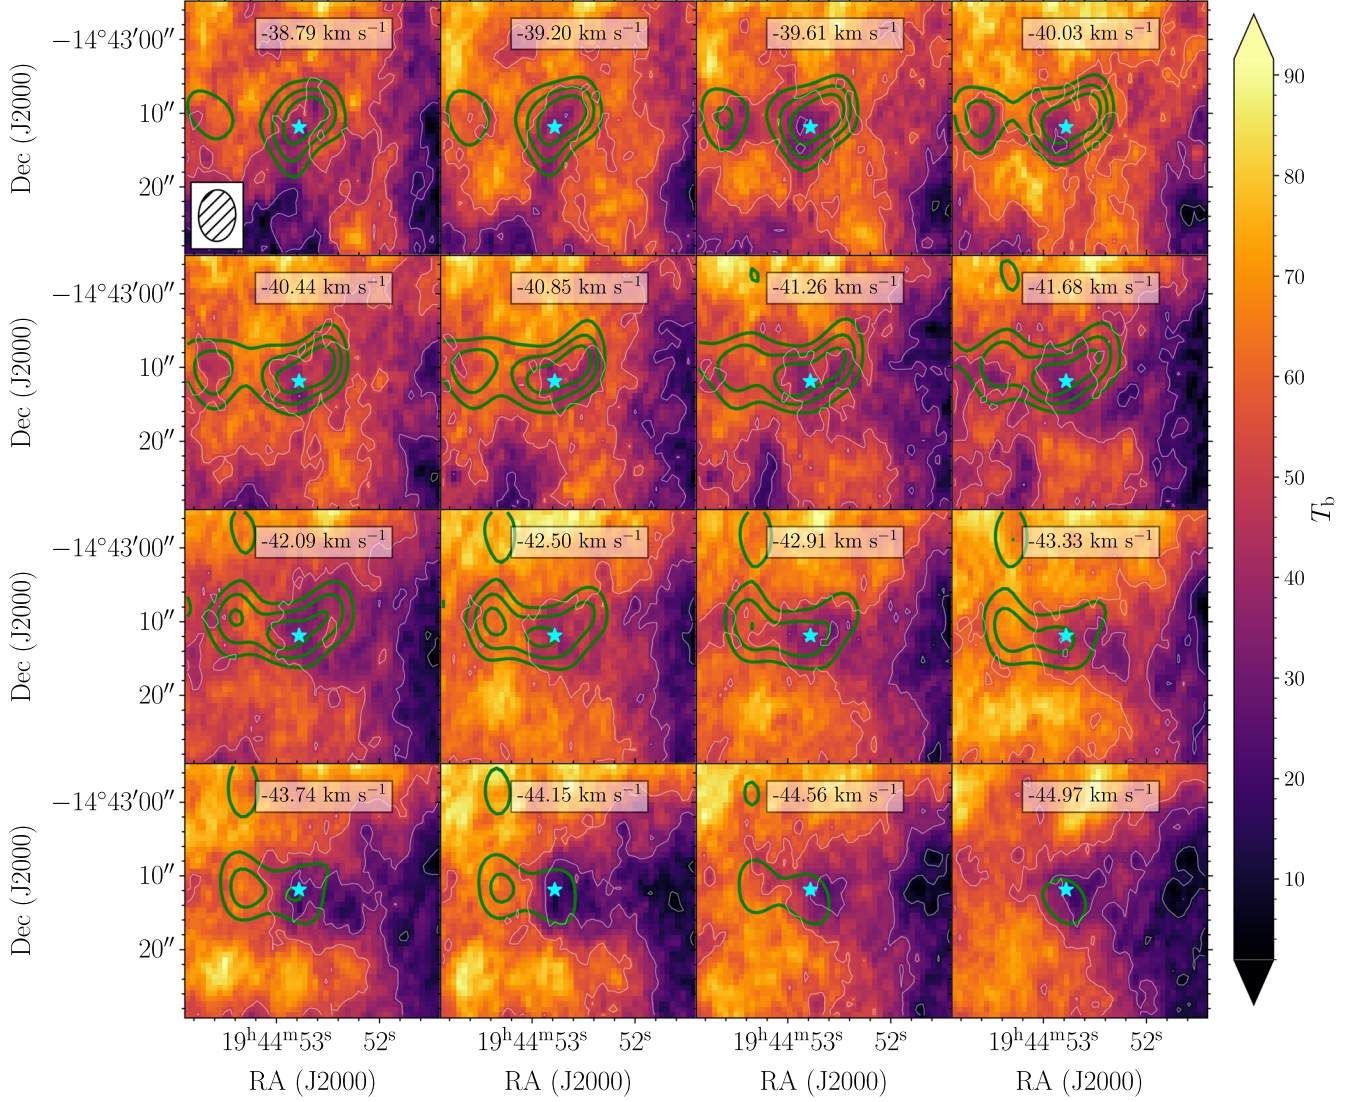 -38.79 km s⁻¹ -39.20 km s⁻¹ -39.61 km s⁻¹ -40.03 km s⁻¹
−14°43′00″
10″
20″
Dec (J2000)
-40.44 km s⁻¹ -40.85 km s⁻¹ -41.26 km s⁻¹ -41.68 km s⁻¹
−14°43′00″
10″
20″
Dec (J2000)
-42.09 km s⁻¹ -42.50 km s⁻¹ -42.91 km s⁻¹ -43.33 km s⁻¹
−14°43′00″
10″
20″
Dec (J2000)
-43.74 km s⁻¹ -44.15 km s⁻¹ -44.56 km s⁻¹ -44.97 km s⁻¹
−14°43′00″
10″
20″
Dec (J2000)
19ʰ44ᵐ53ˢ 52ˢ 19ʰ44ᵐ53ˢ 52ˢ 19ʰ44ᵐ53ˢ 52ˢ 19ʰ44ᵐ53ˢ 52ˢ
RA (J2000) RA (J2000) RA (J2000) RA (J2000)
90
80
70
60
50
40
30
20
10
T_b